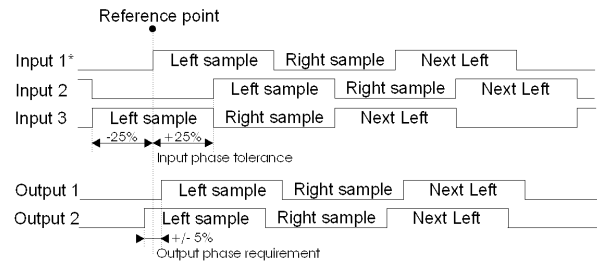 Reference point
Input 1* Left sample Right sample Next Left
Input 2 Left sample Right sample Next Left
Input 3 Left sample Right sample Next Left
-25% +25%
Input phase tolerance
Output 1 Left sample Right sample Next Left
Output 2 Left sample Right sample Next Left
+/- 5%
Output phase requirement